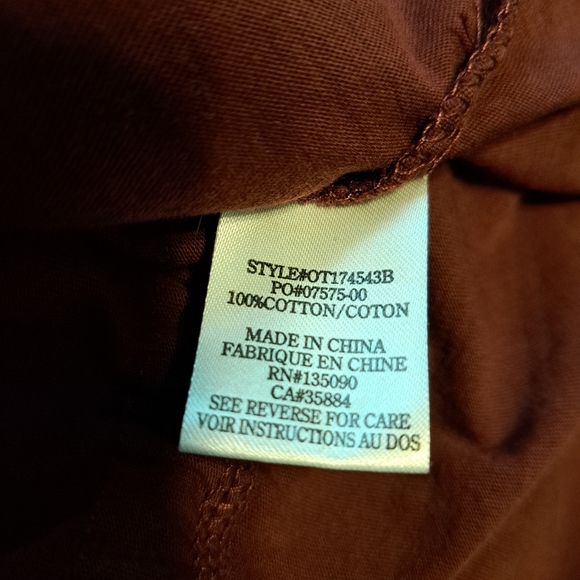 STYLE#OT174543B
PO#07575-00
100%COTTON/COTON
MADE IN CHINA
FABRIQUE EN CHINE
RN#135090
CA#35884
SEE REVERSE FOR CARE
VOIR INSTRUCTIONS AU DOS